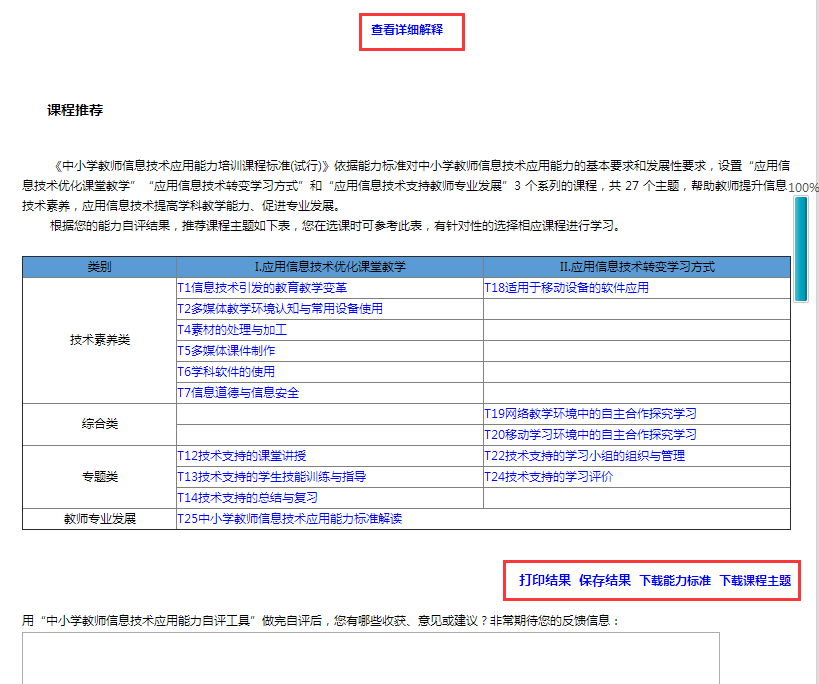 查看详细解释
课程推荐
《中小学教师信息技术应用能力培训课程标准(试行)》依据能力标准对中小学教师信息技术应用能力的基本要求和发展性要求，设置“应用信
息技术优化课堂教学”“应用信息技术转变学习方式”和“应用信息技术支持教师专业发展”3 个系列的课程，共 27 个主题，帮助教师提升信息
100%
技术素养，应用信息技术提高学科教学能力、促进专业发展。
根据您的能力自评结果，推荐课程主题如下表，您在选课时可参考此表，有针对性的选择相应课程进行学习。
类别 I.应用信息技术优化课堂教学 II.应用信息技术转变学习方式
技术素养类
T1信息技术引发的教育教学变革 T18适用于移动设备的软件应用
T2多媒体教学环境认知与常用设备使用
T4素材的处理与加工
T5多媒体课件制作
T6学科软件的使用
T7信息道德与信息安全
综合类
T19网络教学环境中的自主合作探究学习
T20移动学习环境中的自主合作探究学习
专题类
T12技术支持的课堂讲授 T22技术支持的学习小组的组织与管理
T13技术支持的学生技能训练与指导 T24技术支持的学习评价
T14技术支持的总结与复习
教师专业发展 T25中小学教师信息技术应用能力标准解读
打印结果 保存结果 下载能力标准 下载课程主题
用“中小学教师信息技术应用能力自评工具”做完自评后，您有哪些收获、意见或建议？非常期待您的反馈信息：